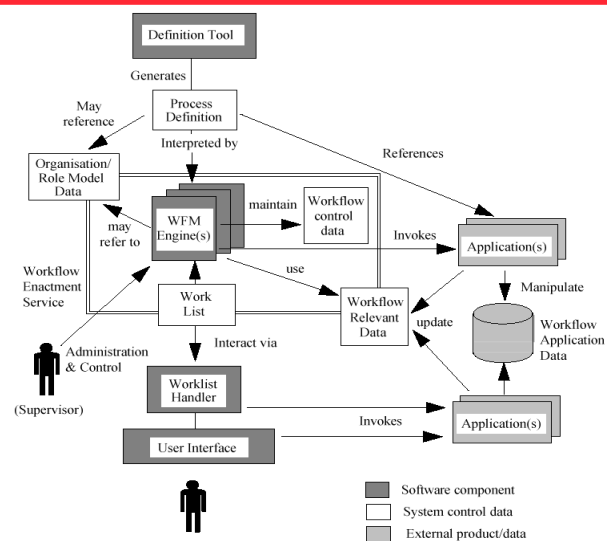 Definition Tool
Generates
May
reference
Process
Definition
Interpreted by
References
Organisation/
Role Model
Data
WFM
Engine(s)
maintain
Workflow
control
data
may
refer to
Invokes
Application(s)
use
Workflow
Enactment
Service
Work
List
Workflow
Relevant
Data
Manipulate
update
Workflow
Application
Data
Administration
& Control
Interact via
(Supervisor)
Worklist
Handler
Invokes
Application(s)
User Interface
Software component
System control data
External product/data